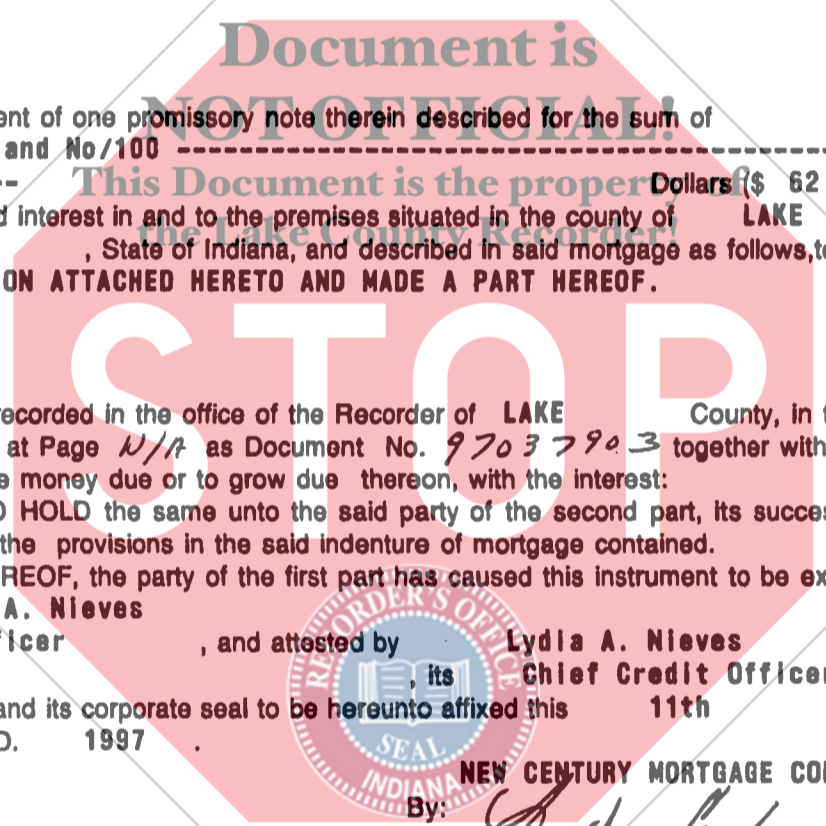 Document is
NOT OFFICIAL!
ent of one promissory note therein described for the sum of
and No/100 ------------------------------------------------
This Document is the property of
-- Dollars ($ 62
the Lake County Recorder!
d interest in and to the premises situated in the county of LAKE
, State of Indiana, and described in said mortgage as follows,to
ON ATTACHED HERETO AND MADE A PART HEREOF.
STOP
recorded in the office of the Recorder of LAKE County, in t
at Page N/A as Document No. 97037903 together with
e money due or to grow due thereon, with the interest:
O HOLD the same unto the said party of the second part, its succes
the provisions in the said indenture of mortgage contained.
REOF, the party of the first part has caused this instrument to be ex
A. Nieves
ficer , and attested by Lydia A. Nieves
, its Chief Credit Officer
and its corporate seal to be hereunto affixed this 11th
D. 1997 .
RECORDER'S OFFICE
SEAL
INDIANA
NEW CENTURY MORTGAGE COR
By: